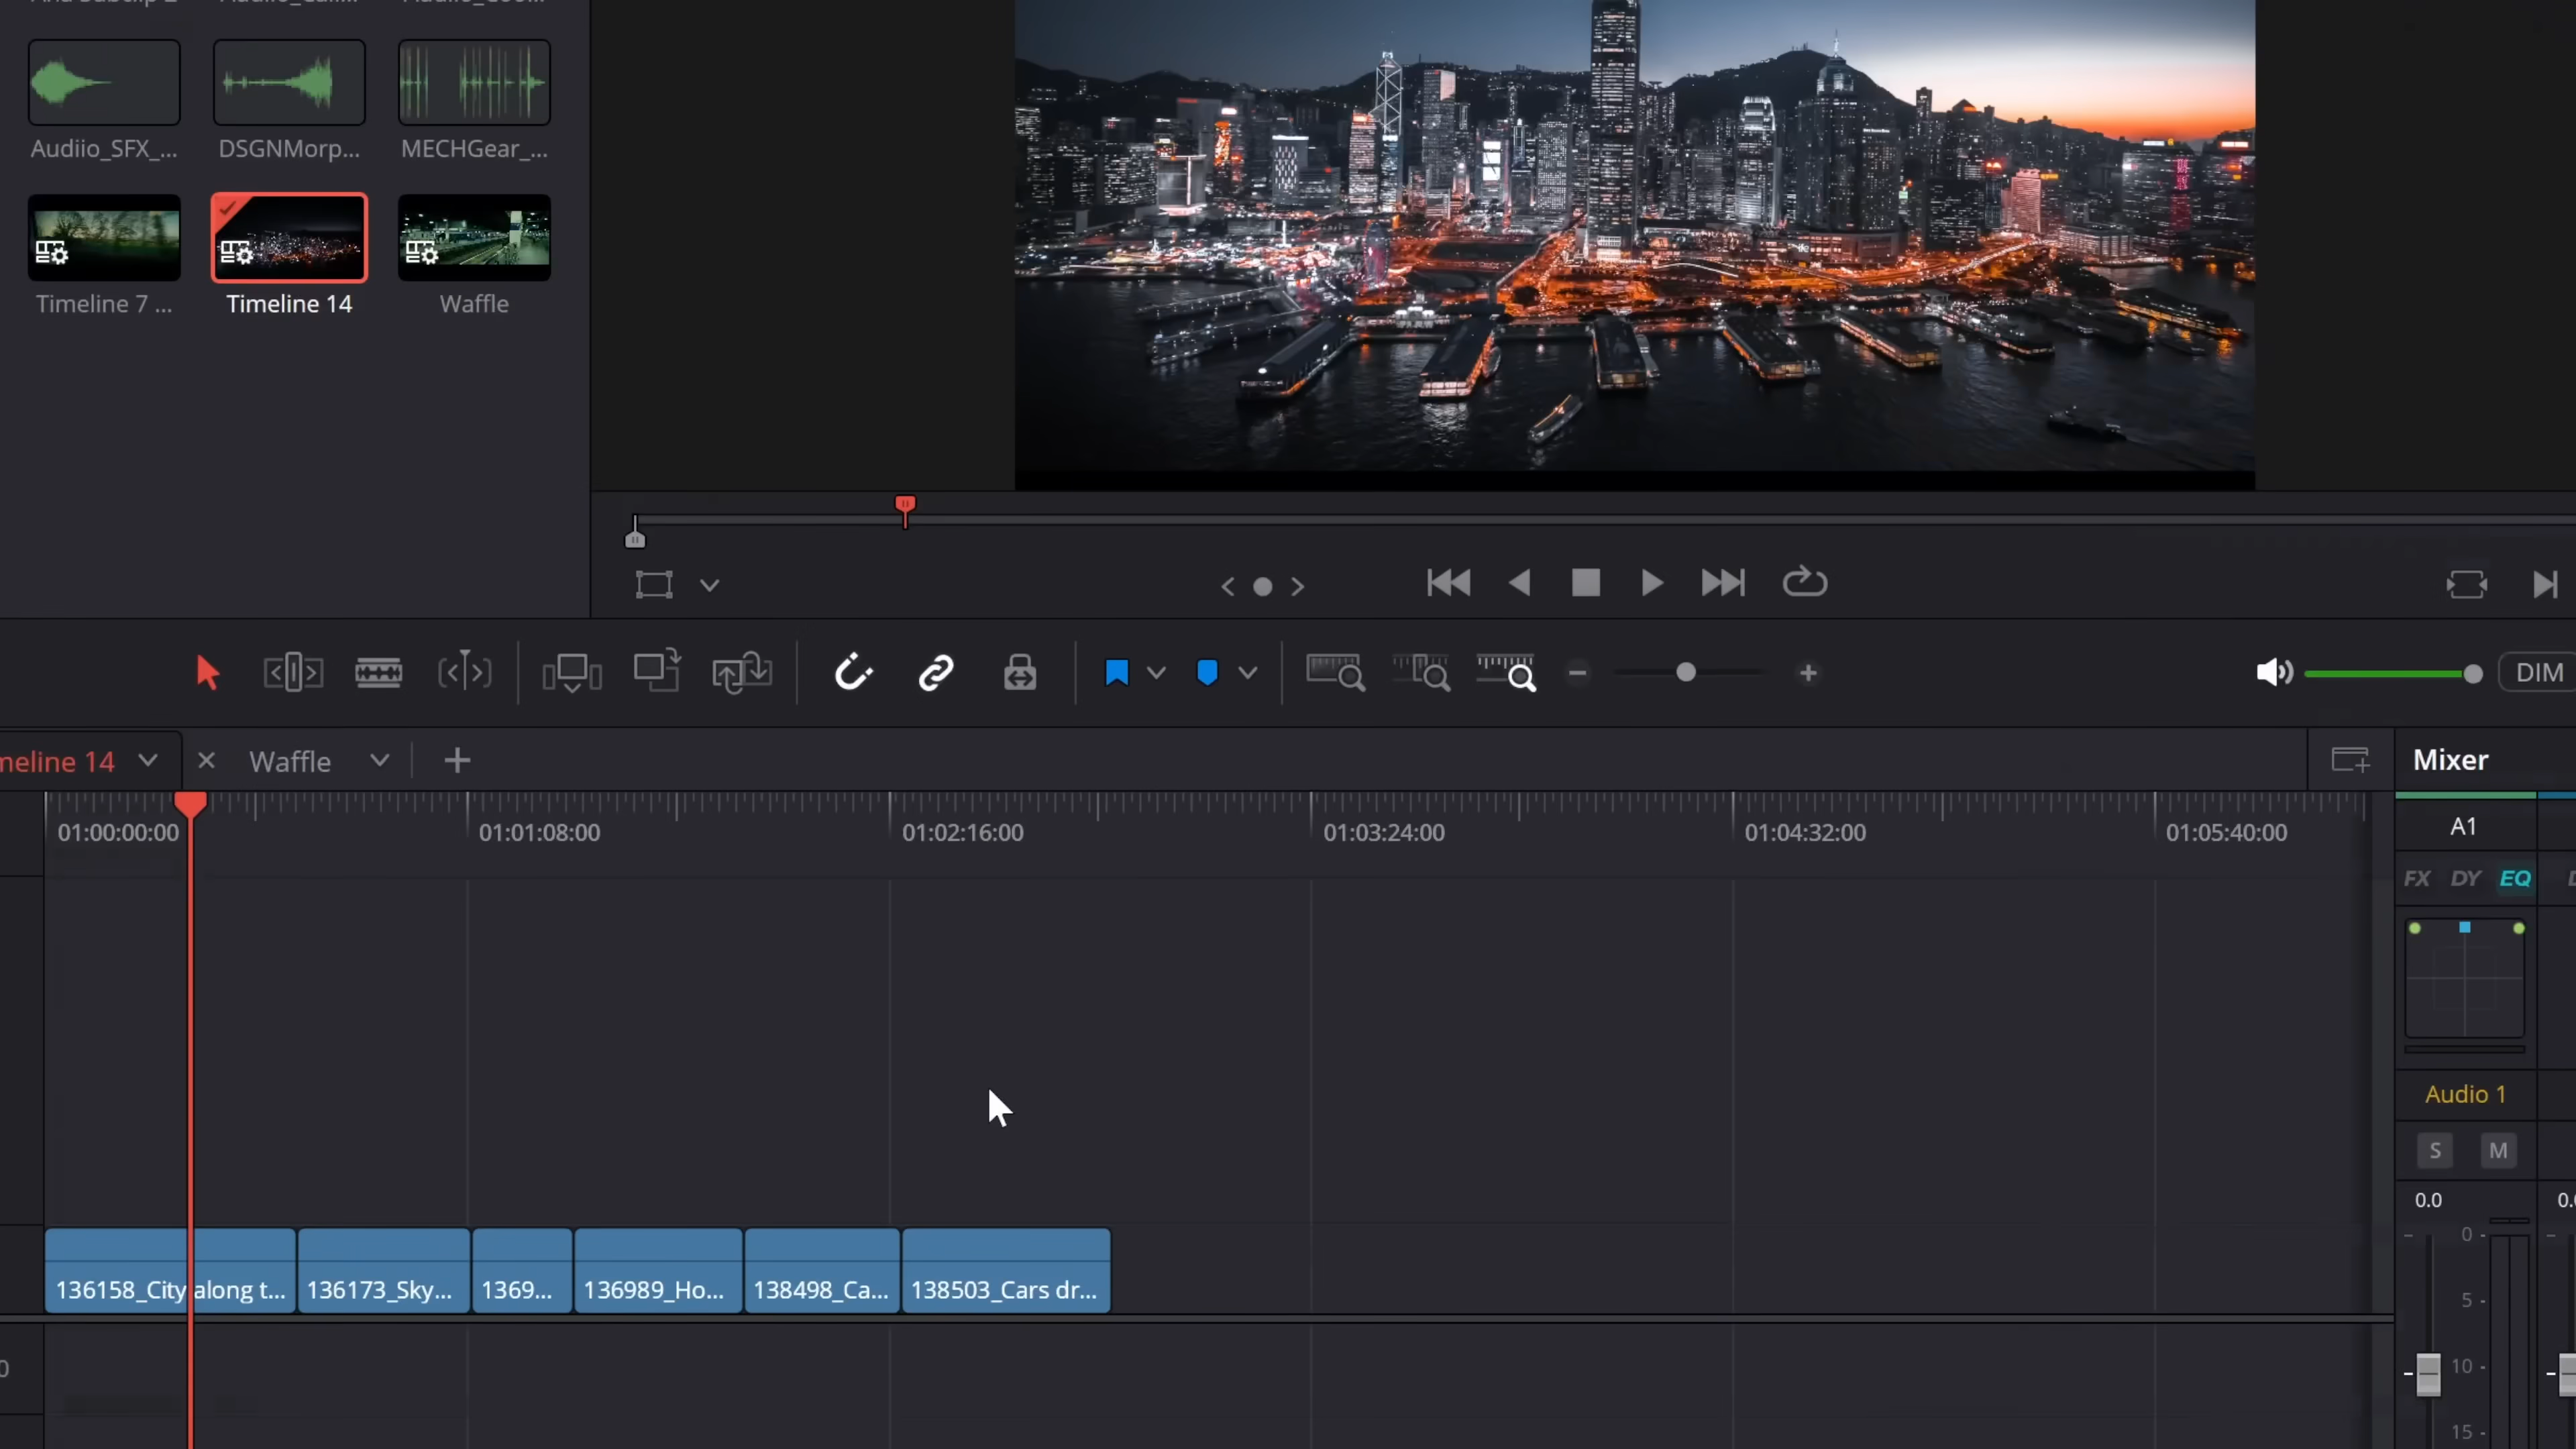 Audiio_SFX_...
DSGNMorp...
MECHGear_...
Timeline 7 ...
Timeline 14
Waffle
DIM
meline 14
Waffle
Mixer
01:00:00:00
01:01:08:00
01:02:16:00
01:03:24:00
01:04:32:00
01:05:40:00
A1
FX DY EQ
Audio 1
S M
0.0
0
5
10
15
136158_City along t...
136173_Sky...
1369...
136989_Ho...
138498_Ca...
138503_Cars dr...